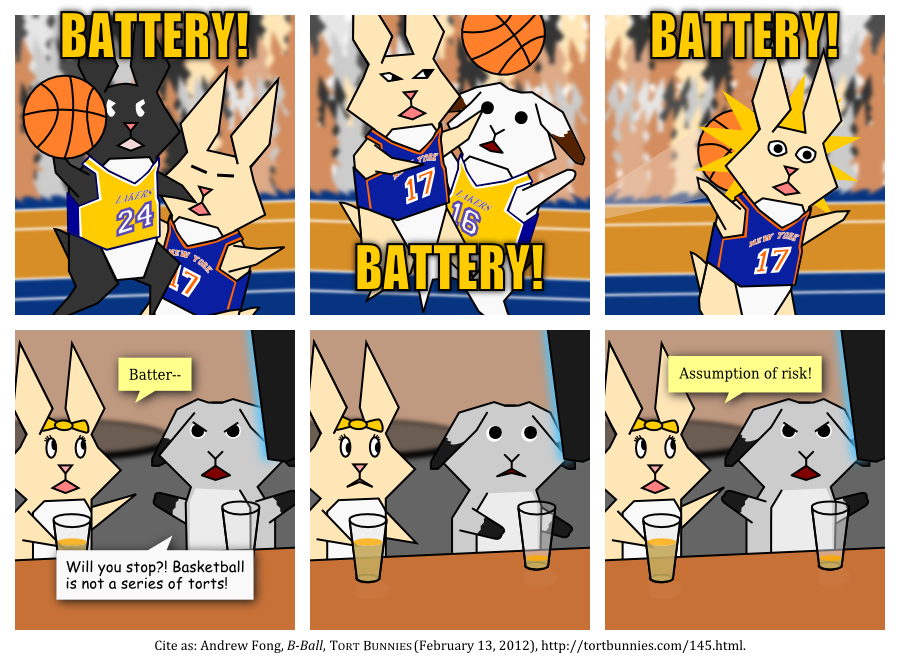 BATTERY!
LAKERS
24
NEW YORK
17
NEW YORK
17
LAKERS
16
BATTERY!
BATTERY!
NEW YORK
17
Batter--
Will you stop?! Basketball
is not a series of torts!
Assumption of risk!
Cite as: Andrew Fong, B-Ball, TORT BUNNIES (February 13, 2012), http://tortbunnies.com/145.html.